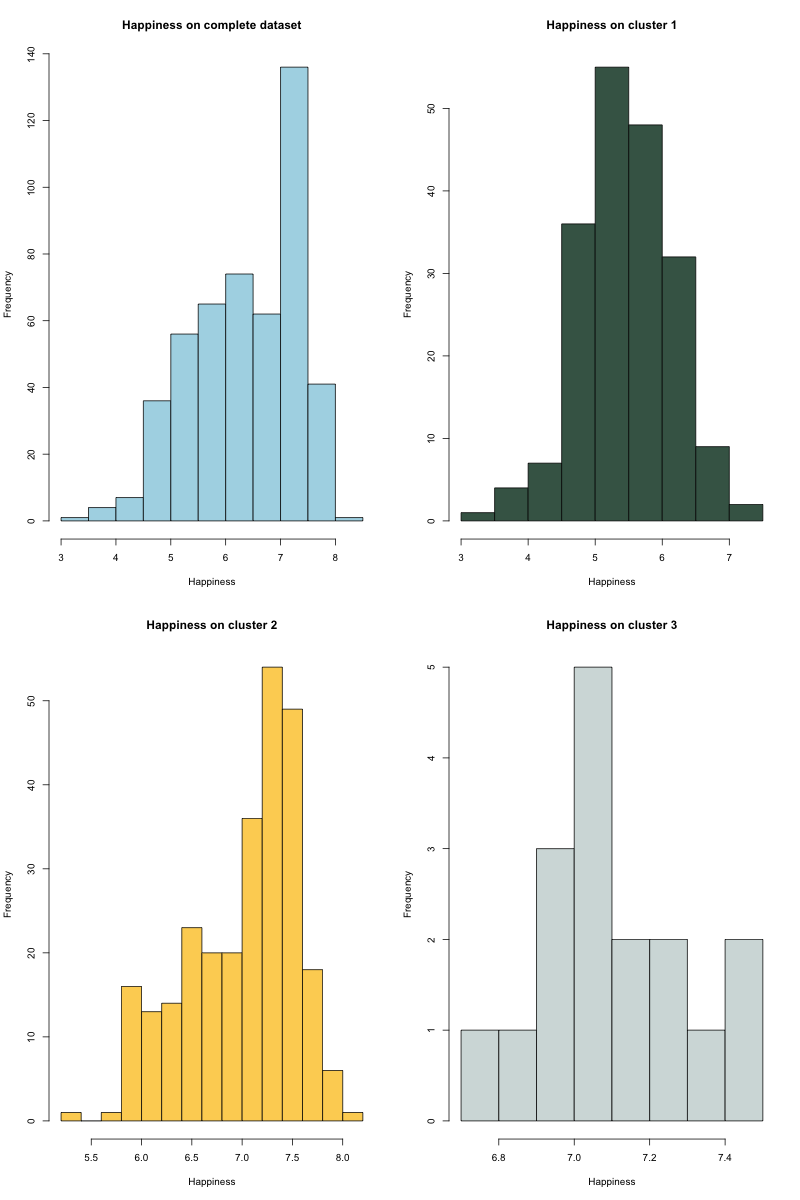 Happiness on complete dataset
Frequency
0 20 40 60 80 100 120 140
3 4 5 6 7 8
Happiness
Happiness on cluster 1
Frequency
0 10 20 30 40 50
3 4 5 6 7
Happiness
Happiness on cluster 2
Frequency
0 10 20 30 40 50
5.5 6.0 6.5 7.0 7.5 8.0
Happiness
Happiness on cluster 3
Frequency
0 1 2 3 4 5
6.8 7.0 7.2 7.4
Happiness